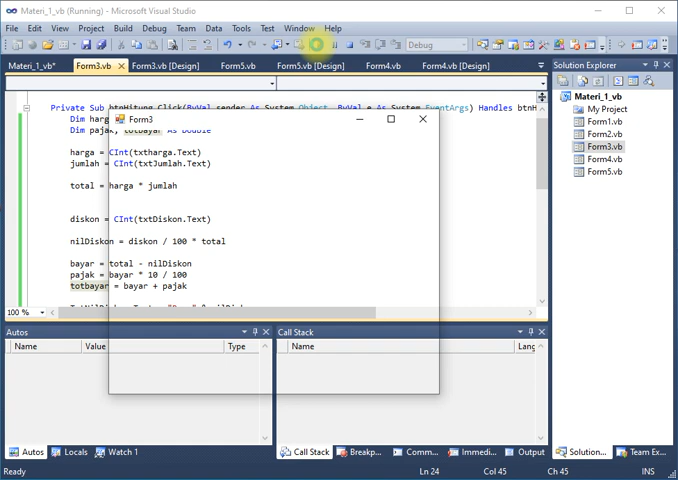 Materi_1_vb (Running) - Microsoft Visual Studio
File Edit View Project Build Debug Team Data Tools Test Window Help
Debug
Materi_1_vb* Form3.vb Form3.vb [Design] Form5.vb Form5.vb [Design] Form4.vb Form4.vb [Design]
Private Sub btnHitung_Click(ByVal sender As System.Object, ByVal e As System.EventArgs) Handles btnH
Dim harg
Dim pajak, totbayar As Double
harga = CInt(txtharga.Text)
jumlah = CInt(txtJumlah.Text)
total = harga * jumlah
diskon = CInt(txtDiskon.Text)
nilDiskon = diskon / 100 * total
bayar = total - nilDiskon
pajak = bayar * 10 / 100
totbayar = bayar + pajak
Form3
100 %
Autos
Name Value Type
Autos Locals Watch 1
Call Stack
Name Lang
Call Stack Breakp... Comm... Immedi... Output
Solution Explorer
Materi_1_vb
My Project
Form1.vb
Form2.vb
Form3.vb
Form4.vb
Form5.vb
Solution... Team Ex...
Ready Ln 24 Col 45 Ch 45 INS